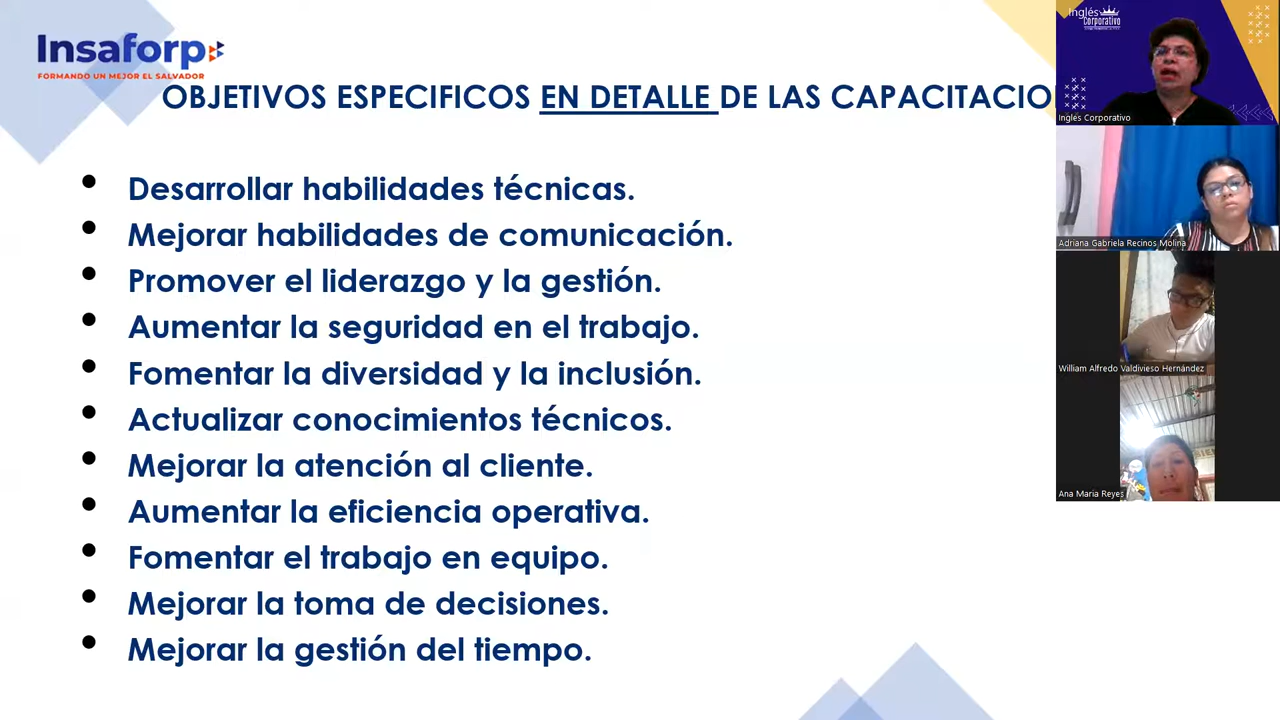 Insaforp
FORMANDO UN MEJOR EL SALVADOR
OBJETIVOS ESPECIFICOS EN DETALLE DE LAS CAPACITACIO
• Desarrollar habilidades técnicas.
• Mejorar habilidades de comunicación.
• Promover el liderazgo y la gestión.
• Aumentar la seguridad en el trabajo.
• Fomentar la diversidad y la inclusión.
• Actualizar conocimientos técnicos.
• Mejorar la atención al cliente.
• Aumentar la eficiencia operativa.
• Fomentar el trabajo en equipo.
• Mejorar la toma de decisiones.
• Mejorar la gestión del tiempo.
Inglés
Corporativo
Inglés Corporativo
Adriana Gabriela Recinos Molina
William Alfredo Valdivieso Hernández
Ana Maria Reyes